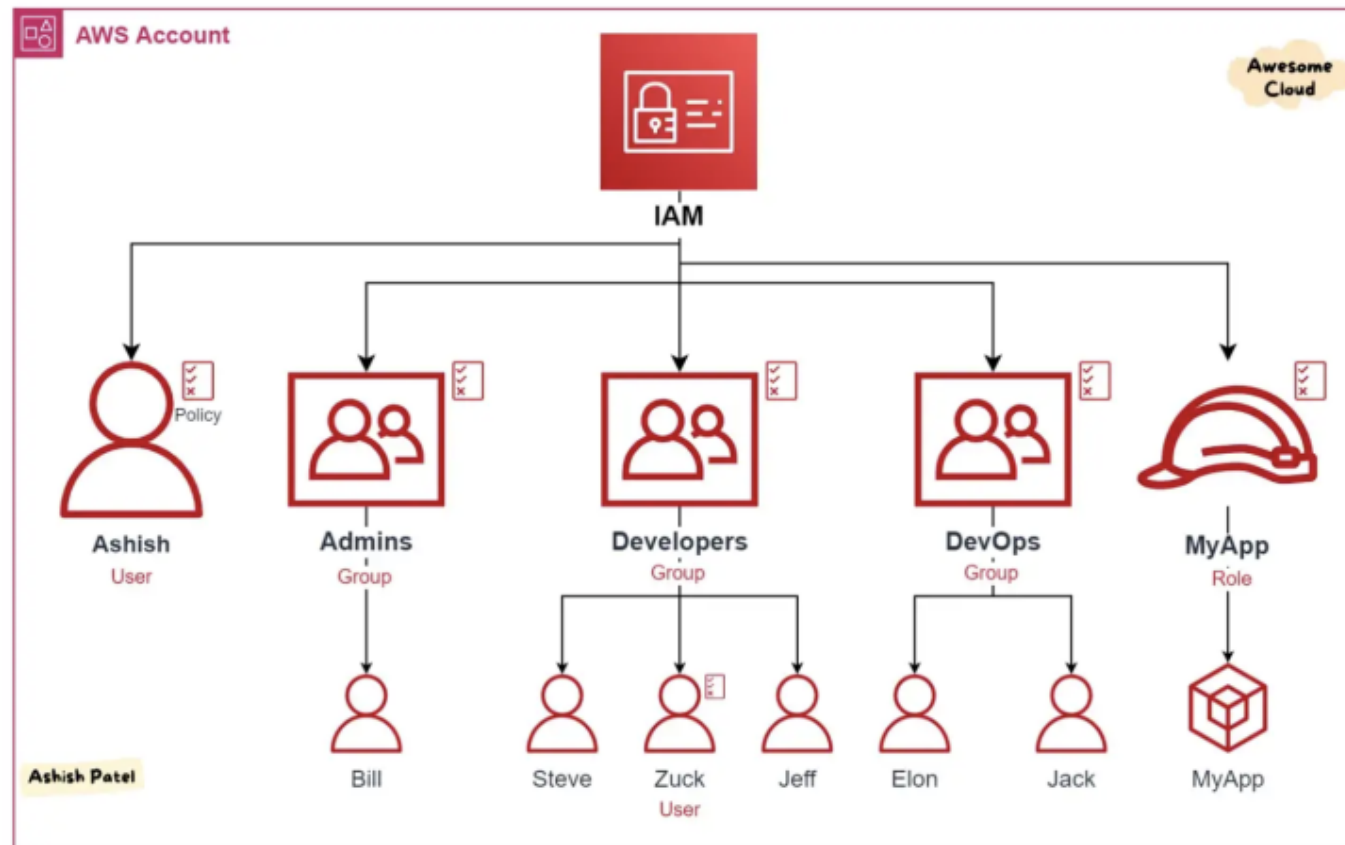 AWS Account
Awesome
Cloud
IAM
Policy
Ashish
User
Admins
Group
Developers
Group
DevOps
Group
MyApp
Role
Bill
Steve
Zuck
User
Jeff
Elon
Jack
MyApp
Ashish Patel